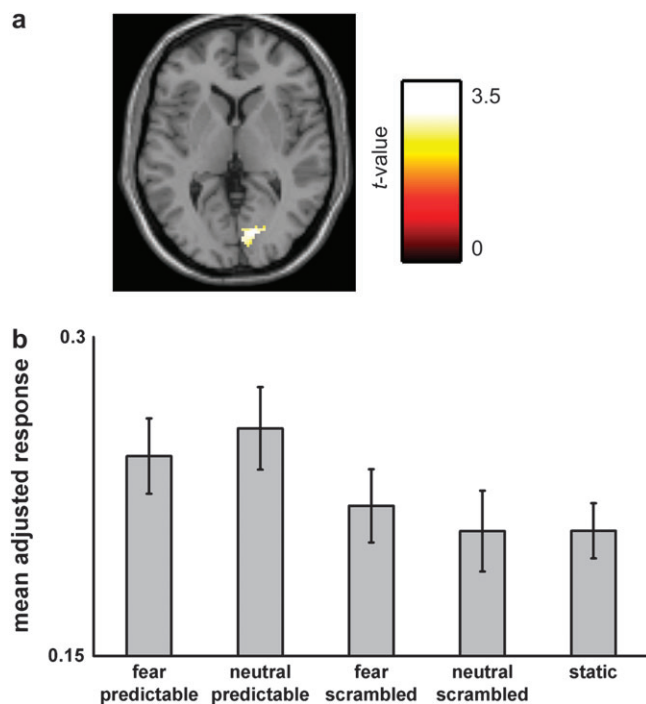 a
3.5
t-value
0
b
0.3
mean adjusted response
0.15
fear
predictable
neutral
predictable
fear
scrambled
neutral
scrambled
static